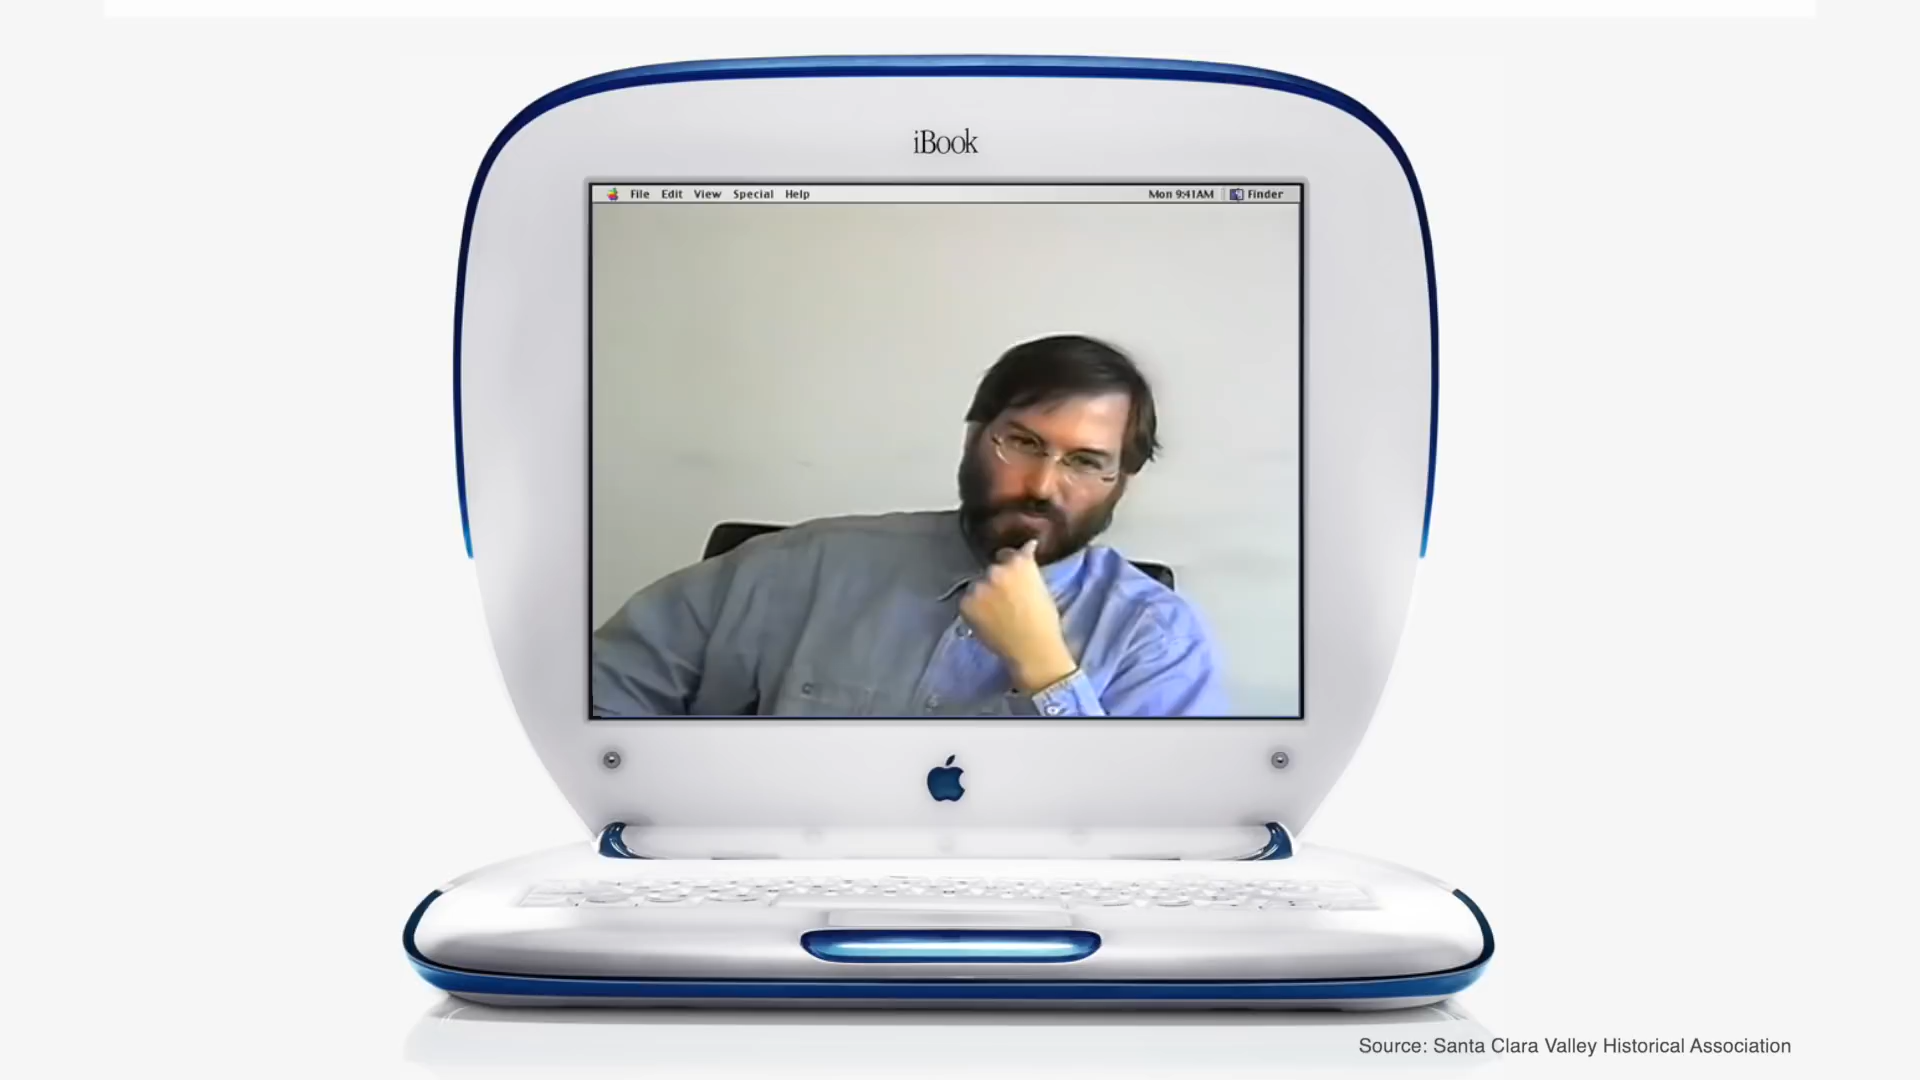 iBook
File Edit View Special Help Mon 9:41AM Finder
Source: Santa Clara Valley Historical Association